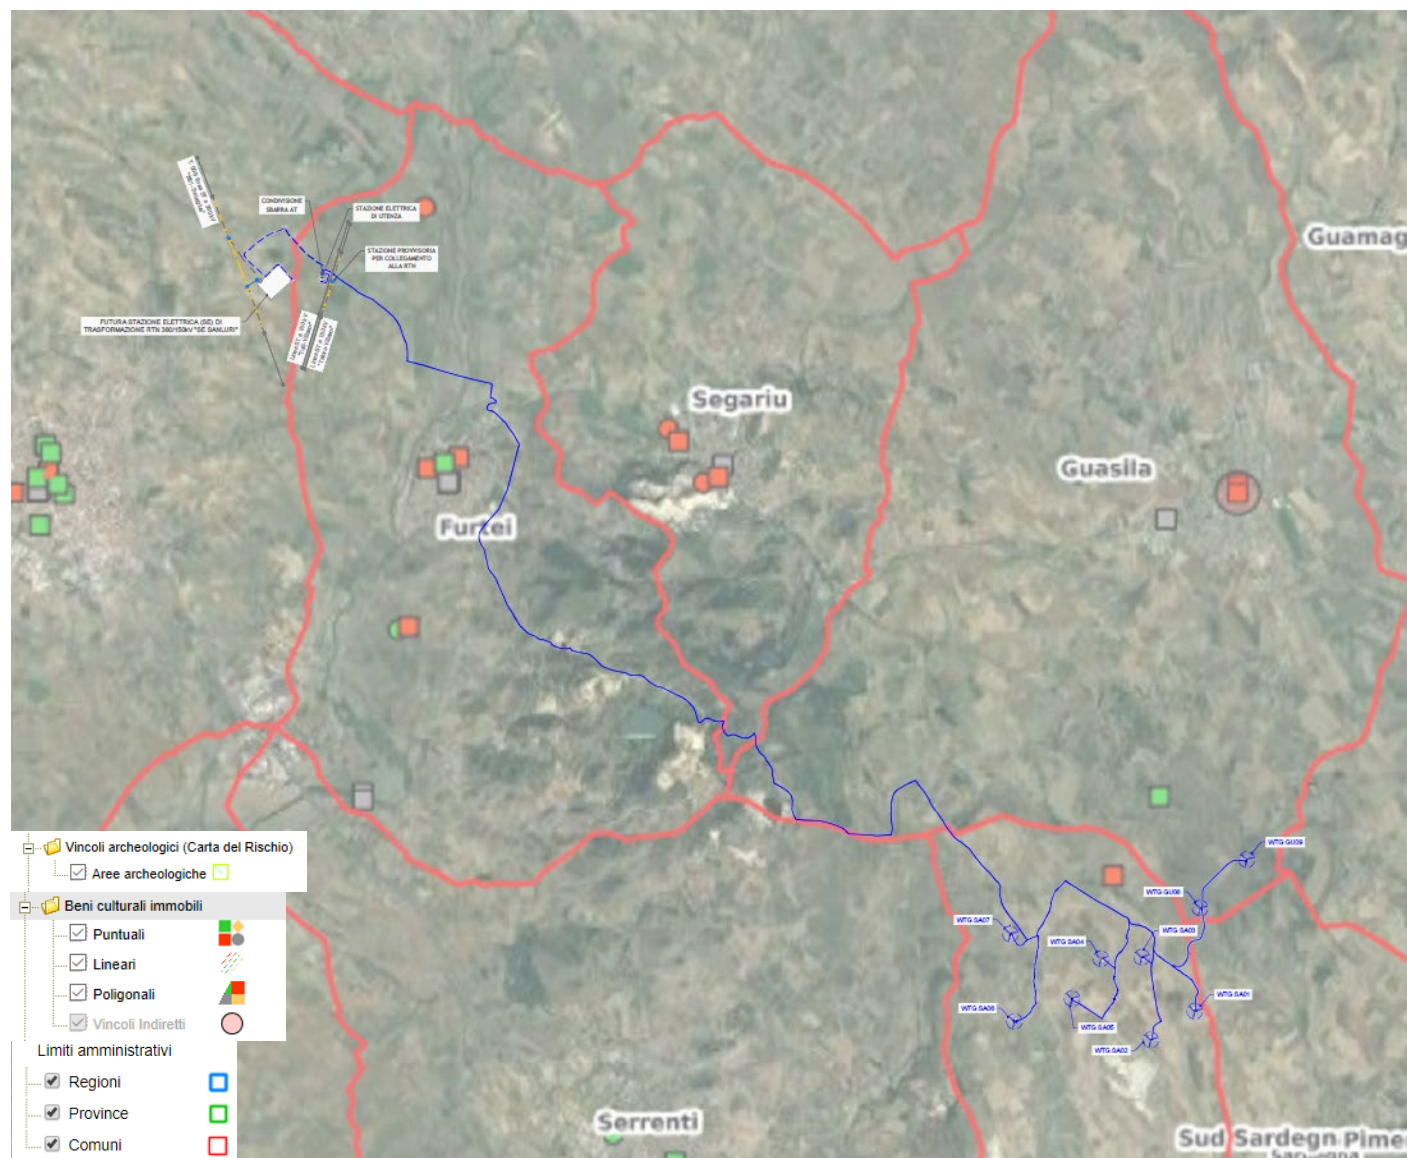 Guamag
CONDIVISIONE
SBARRA AT
STAZIONE ELETTRICA
DI UTENZA
STAZIONE PROVVISORIA
PER COLLEGAMENTO
ALLA RTN
FUTURA STAZIONE ELETTRICA (SE) DI
TRASFORMAZIONE RTN 380/150kV "SE SANLURI"
Segariu
Guasila
Furtei
Vincoli archeologici (Carta del Rischio)
Aree archeologiche
Beni culturali immobili
Puntuali
Lineari
Poligonali
Vincoli Indiretti
Limiti amministrativi
Regioni
Province
Comuni
WTG GU09
WTG GU08
WTG SA07
WTG SA03
WTG SA04
WTG SA01
WTG SA06
WTG SA05
WTG SA02
Serrenti
Sud Sardegn
Pime